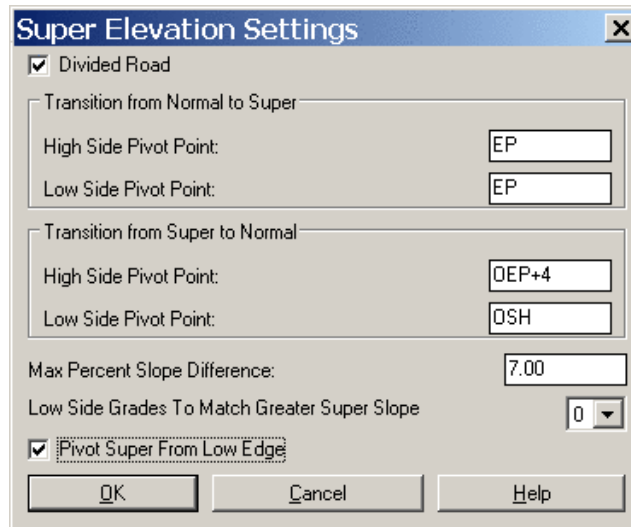 Super Elevation Settings
Divided Road
Transition from Normal to Super
High Side Pivot Point: EP
Low Side Pivot Point: EP
Transition from Super to Normal
High Side Pivot Point: OEP+4
Low Side Pivot Point: OSH
Max Percent Slope Difference: 7.00
Low Side Grades To Match Greater Super Slope 0
Pivot Super From Low Edge
OK Cancel Help